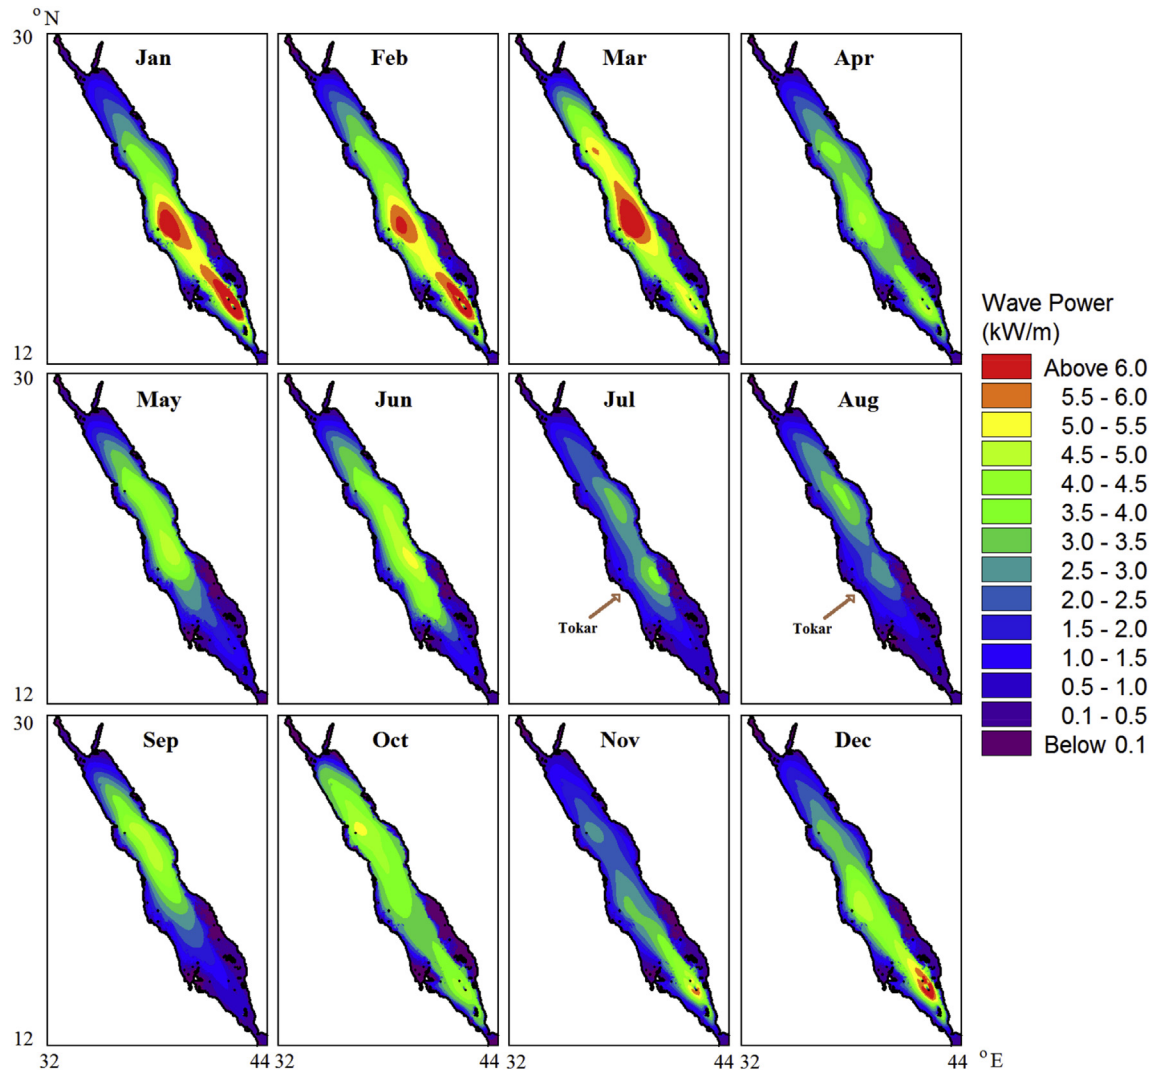 ° N
30
Jan
Feb
Mar
Apr
12
Wave Power
(kW/m)
Above 6.0
5.5 - 6.0
5.0 - 5.5
4.5 - 5.0
4.0 - 4.5
3.5 - 4.0
3.0 - 3.5
2.5 - 3.0
2.0 - 2.5
1.5 - 2.0
1.0 - 1.5
0.5 - 1.0
0.1 - 0.5
Below 0.1
30
May
Jun
Jul
Aug
Tokar
Tokar
12
30
Sep
Oct
Nov
Dec
12
32
44
32
44
32
44
32
44
° E